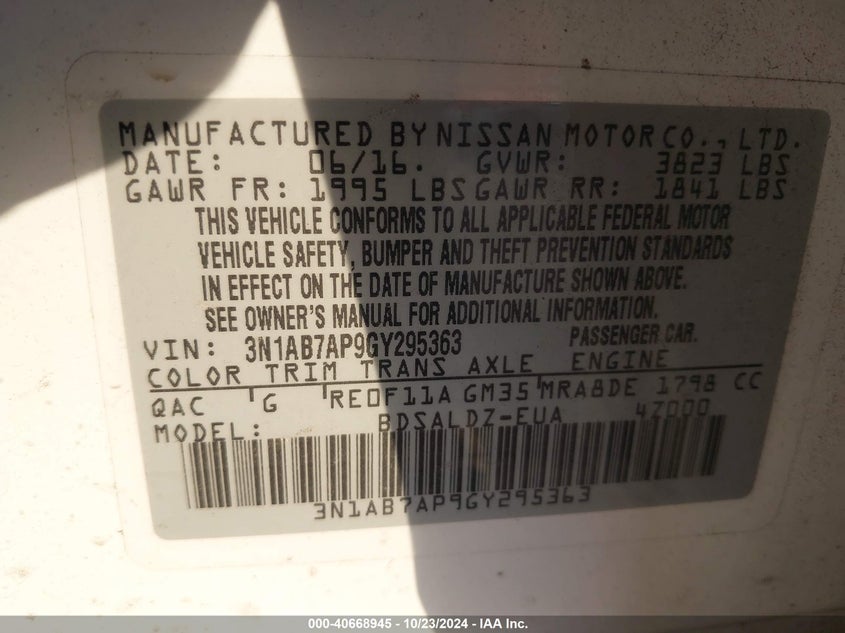 MANUFACTURED BY NISSAN MOTOR CO., LTD.
DATE: 06/16. GVWR: 3823 LBS
GAWR FR: 1995 LBS GAWR RR: 1841 LBS
THIS VEHICLE CONFORMS TO ALL APPLICABLE FEDERAL MOTOR
VEHICLE SAFETY, BUMPER AND THEFT PREVENTION STANDARDS
IN EFFECT ON THE DATE OF MANUFACTURE SHOWN ABOVE.
SEE OWNER'S MANUAL FOR ADDITIONAL INFORMATION.
VIN: 3N1AB7AP9GY295363 PASSENGER CAR.
COLOR TRIM TRANS AXLE ENGINE
QAC G RE0F11A GM35 MRA8DE 1798 CC
MODEL: BDSALDZ-EUA 4Z000
3N1AB7AP9GY295363
000-40668945 - 10/23/2024 - IAA Inc.